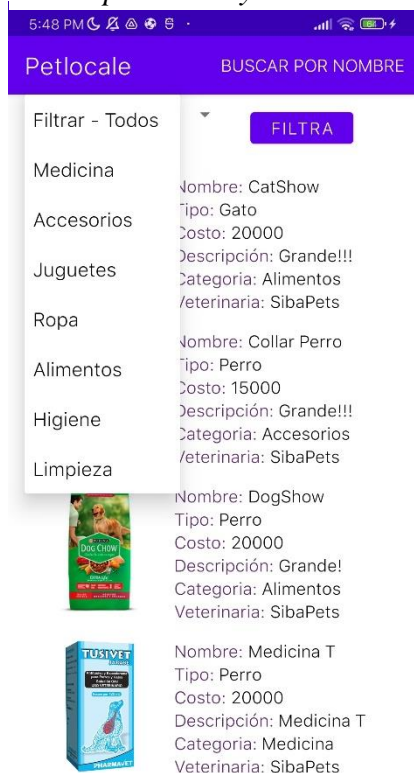 5:48 PM
Petlocale
BUSCAR POR NOMBRE
Filtrar - Todos
FILTRA
Medicina
Accesorios
Juguetes
Ropa
Alimentos
Higiene
Limpieza
Nombre: CatShow
Tipo: Gato
Costo: 20000
Descripción: Grande!!!
Categoria: Alimentos
Veterinaria: SibaPets
Nombre: Collar Perro
Tipo: Perro
Costo: 15000
Descripción: Grande!!!
Categoria: Accesorios
Veterinaria: SibaPets
DOG CHOW
Nombre: DogShow
Tipo: Perro
Costo: 20000
Descripción: Grande!
Categoria: Alimentos
Veterinaria: SibaPets
TUSIVET
PHARMAVET
Nombre: Medicina T
Tipo: Perro
Costo: 20000
Descripción: Medicina T
Categoria: Medicina
Veterinaria: SibaPets